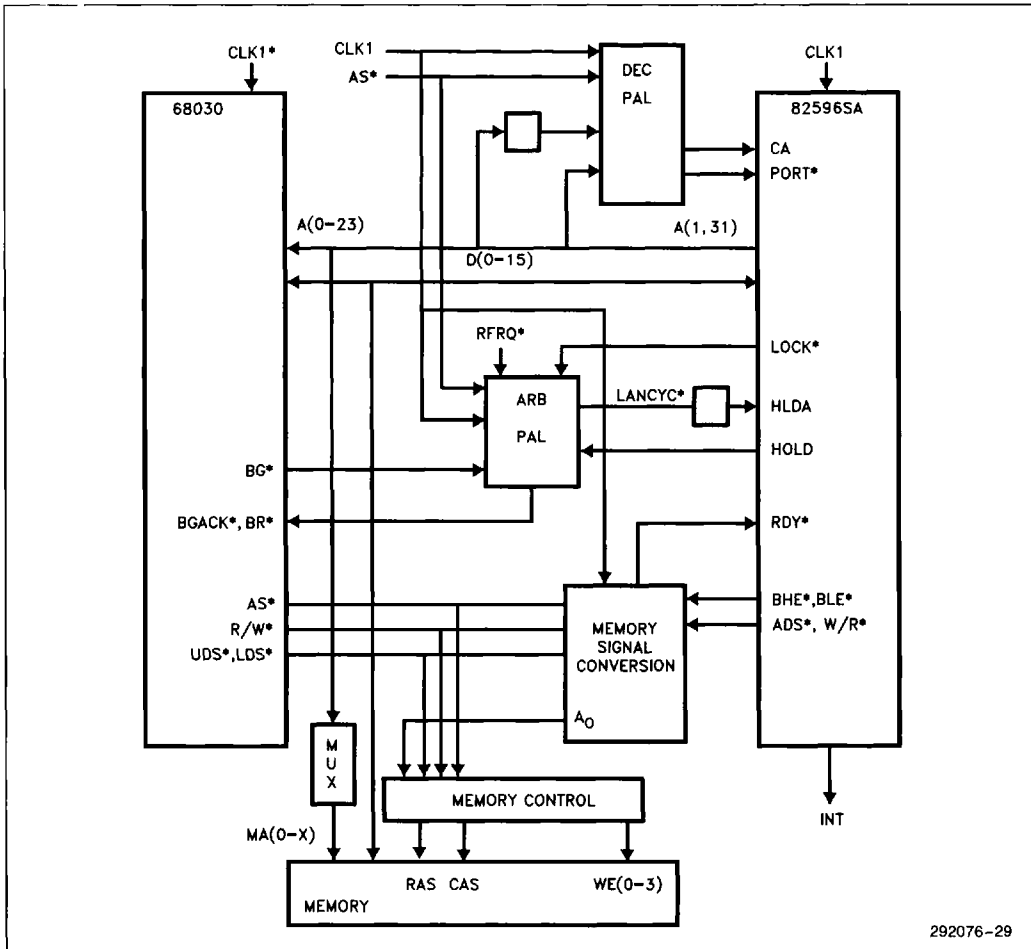 CLK1*
CLK1
AS*
DEC
PAL
CLK1
68030
82596SA
CA
PORT*
A(0-23)
A(1,31)
D(0-15)
RFRQ*
LOCK*
ARB
PAL
LANCYC*
HLDA
HOLD
BG*
BGACK*, BR*
RDY*
AS*
R/W*
UDS*,LDS*
MEMORY
SIGNAL
CONVERSION
A0
BHE*,BLE*
ADS*, W/R*
M
U
X
MEMORY CONTROL
INT
MA(0-X)
RAS CAS
WE(0-3)
MEMORY
292076-29